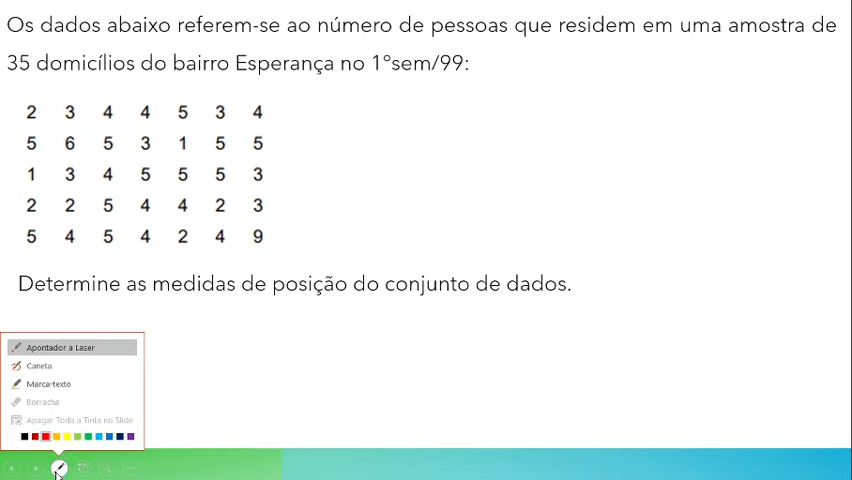 Os dados abaixo referem-se ao número de pessoas que residem em uma amostra de
35 domicílios do bairro Esperança no 1ºsem/99:
2 3 4 4 5 3 4
5 6 5 3 1 5 5
1 3 4 5 5 5 3
2 2 5 4 4 2 3
5 4 5 4 2 4 9
Determine as medidas de posição do conjunto de dados.
Apontador a Laser
Caneta
Marca-texto
Borracha
Apagar Toda a Tinta no Slide